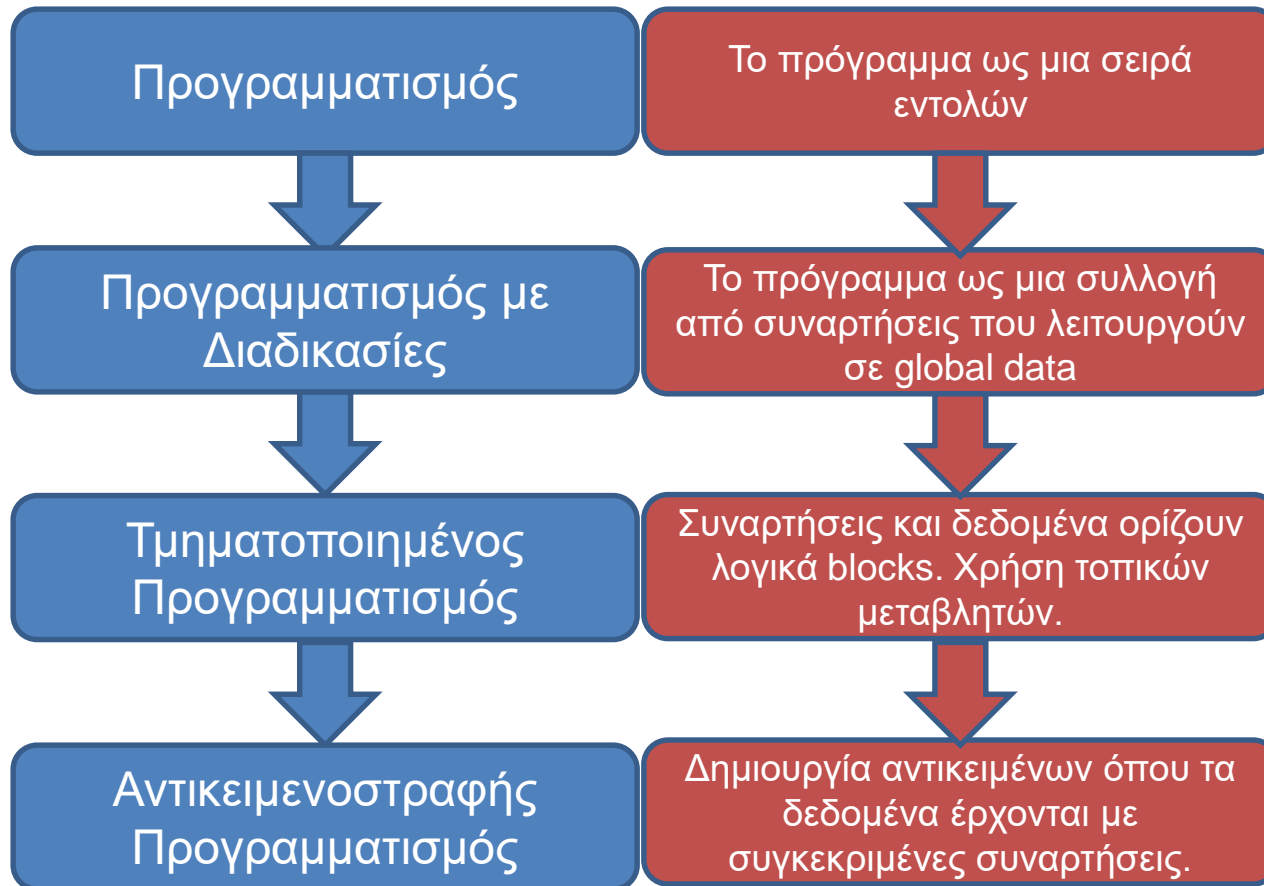 Προγραμματισμός
Το πρόγραμμα ως μια σειρά
εντολών
Προγραμματισμός με
Διαδικασίες
Το πρόγραμμα ως μια συλλογή
από συναρτήσεις που λειτουργούν
σε global data
Τμηματοποιημένος
Προγραμματισμός
Συναρτήσεις και δεδομένα ορίζουν
λογικά blocks. Χρήση τοπικών
μεταβλητών.
Αντικειμενοστραφής
Προγραμματισμός
Δημιουργία αντικειμένων όπου τα
δεδομένα έρχονται με
συγκεκριμένες συναρτήσεις.